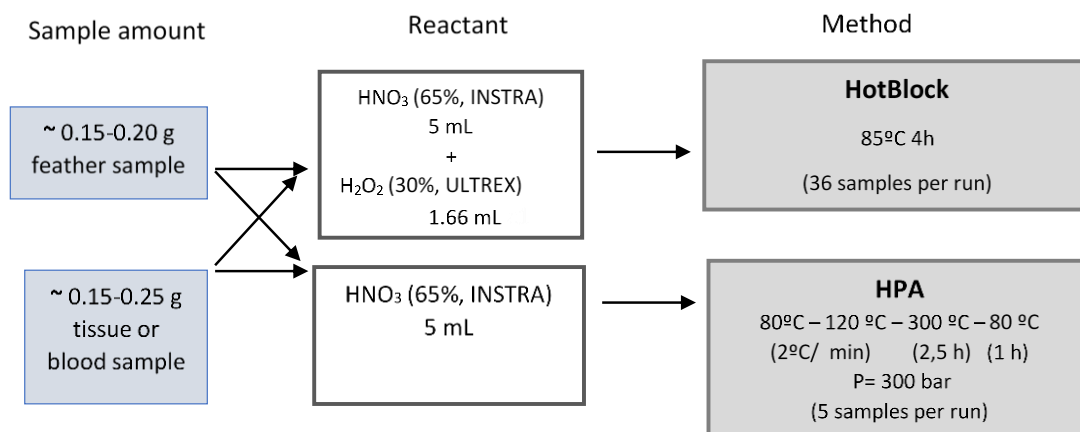 Sample amount
Reactant
Method
~ 0.15-0.20 g
feather sample
~ 0.15-0.25 g
tissue or
blood sample
HNO₃ (65%, INSTRA)
5 mL
+
H₂O₂ (30%, ULTREX)
1.66 mL
HNO₃ (65%, INSTRA)
5 mL
HotBlock
85ºC 4h
(36 samples per run)
HPA
80ºC – 120 ºC – 300 ºC – 80 ºC
(2ºC/ min) (2,5 h) (1 h)
P= 300 bar
(5 samples per run)